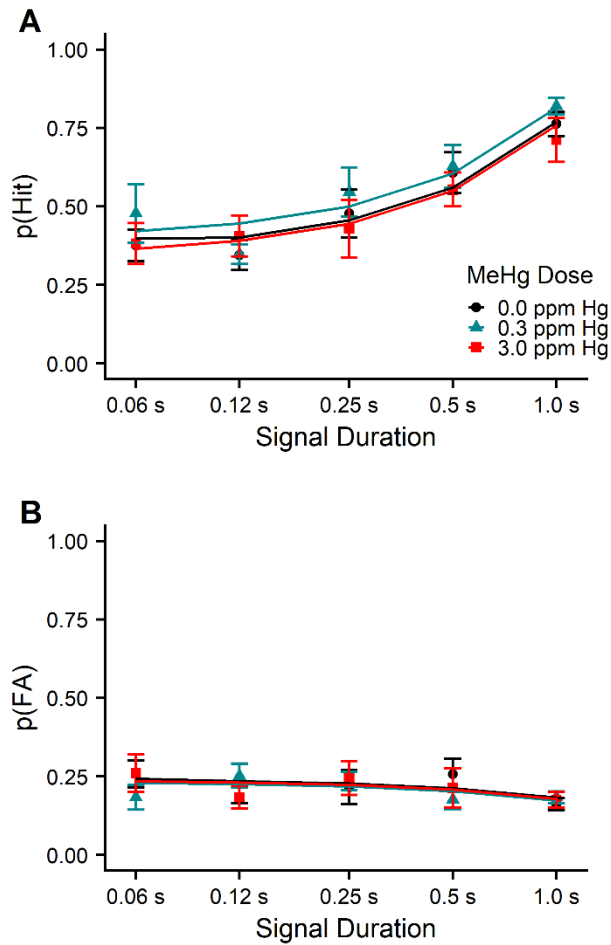 A
1.00
0.75
0.50
0.25
0.00
p(Hit)
MeHg Dose
0.0 ppm Hg
0.3 ppm Hg
3.0 ppm Hg
0.06 s 0.12 s 0.25 s 0.5 s 1.0 s
Signal Duration
B
1.00
0.75
0.50
0.25
0.00
p(FA)
0.06 s 0.12 s 0.25 s 0.5 s 1.0 s
Signal Duration